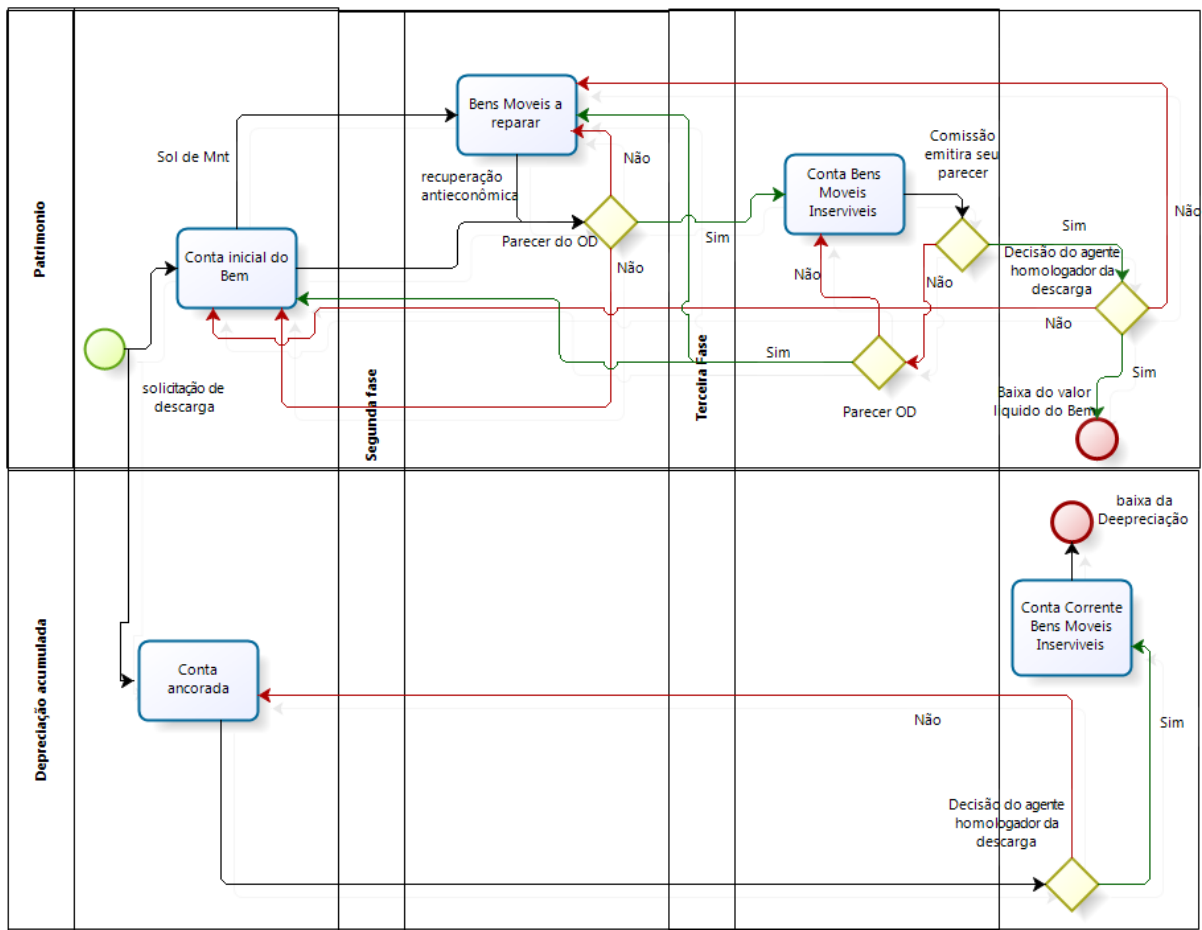 Patrimonio
Segunda fase
Terceira Fase
Bens Moveis a
reparar
Sol de Mnt
recuperação
antieconômica
Não
Parecer do OD
Sim
Não
Conta inicial do
Bem
solicitação de
descarga
Comissão
emitira seu
parecer
Conta Bens
Moveis
Inserviveis
Não
Não
Sim
Não
Decisão do agente
homologador da
descarga
Não
Sim
Sim
Parecer OD
Baixa do valor
liquido do Bem
Depreciação acumulada
Conta
ancorada
baixa da
Deepreciação
Conta Corrente
Bens Moveis
Inserviveis
Não
Sim
Decisão do agente
homologador da
descarga